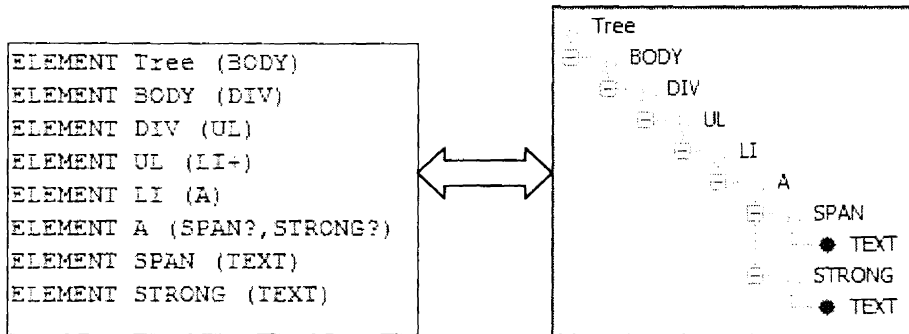 ELEMENT Tree (BODY)
ELEMENT BODY (DIV)
ELEMENT DIV (UL)
ELEMENT UL (LI+)
ELEMENT LI (A)
ELEMENT A (SPAN?,STRONG?)
ELEMENT SPAN (TEXT)
ELEMENT STRONG (TEXT)
Tree
BODY
DIV
UL
LI
A
SPAN
TEXT
STRONG
TEXT